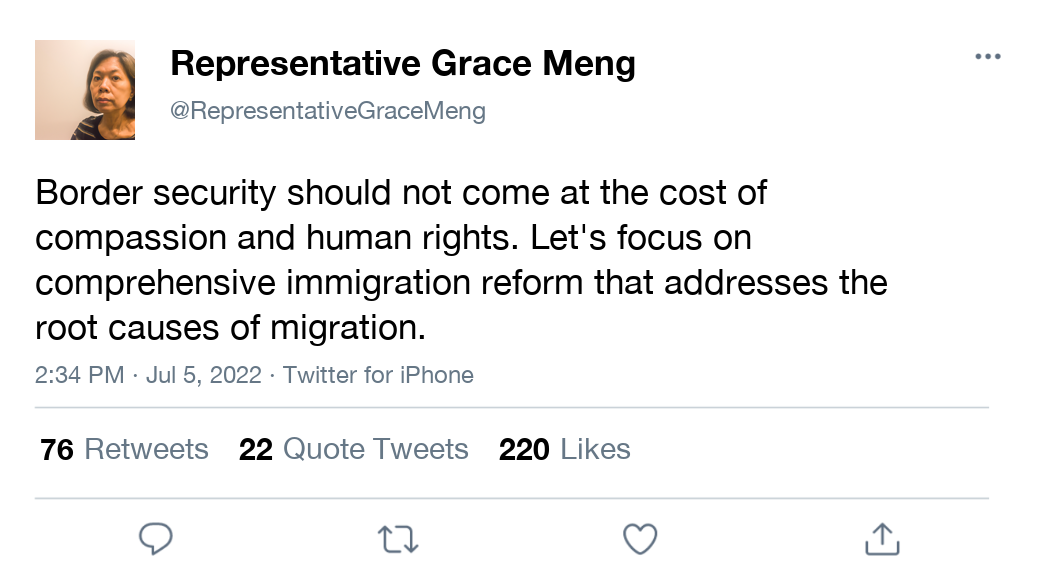 Representative Grace Meng
@RepresentativeGraceMeng
Border security should not come at the cost of
compassion and human rights. Let's focus on
comprehensive immigration reform that addresses the
root causes of migration.
2:34 PM · Jul 5, 2022 · Twitter for iPhone
76 Retweets 22 Quote Tweets 220 Likes